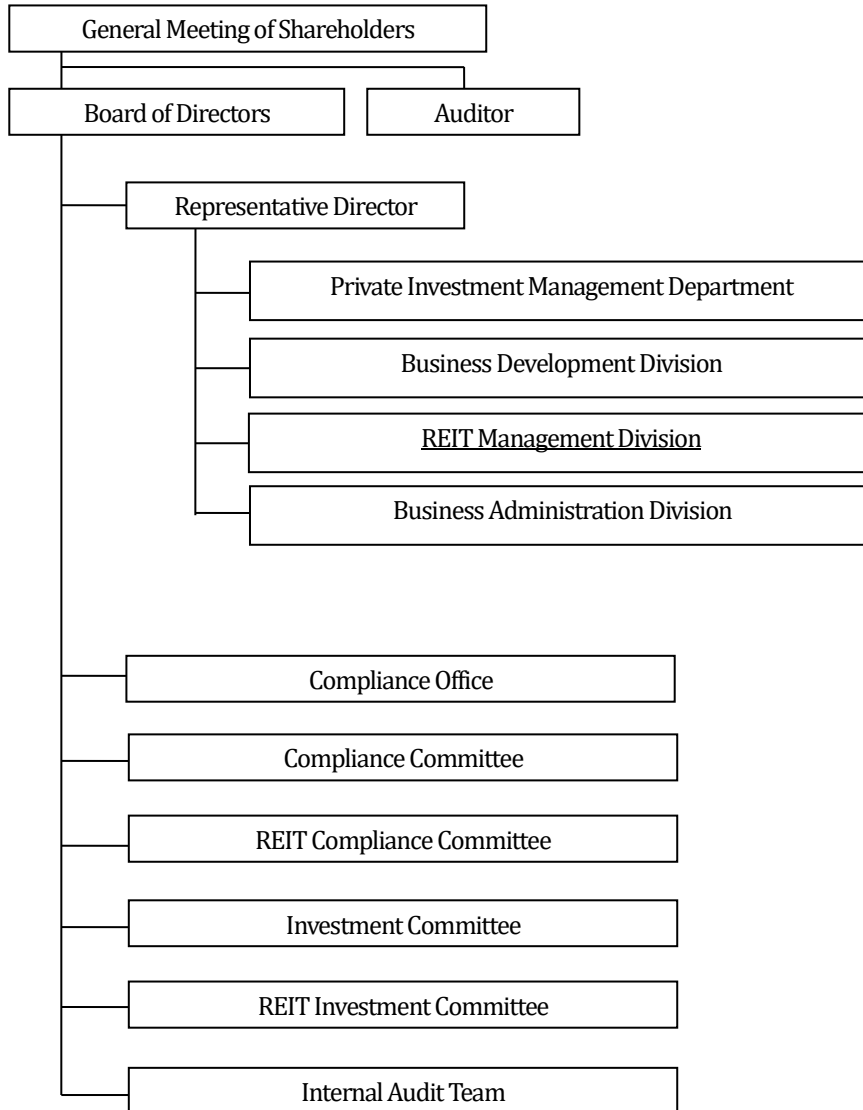 General Meeting of Shareholders
Board of Directors
Auditor
Representative Director
Private Investment Management Department
Business Development Division
REIT Management Division
Business Administration Division
Compliance Office
Compliance Committee
REIT Compliance Committee
Investment Committee
REIT Investment Committee
Internal Audit Team